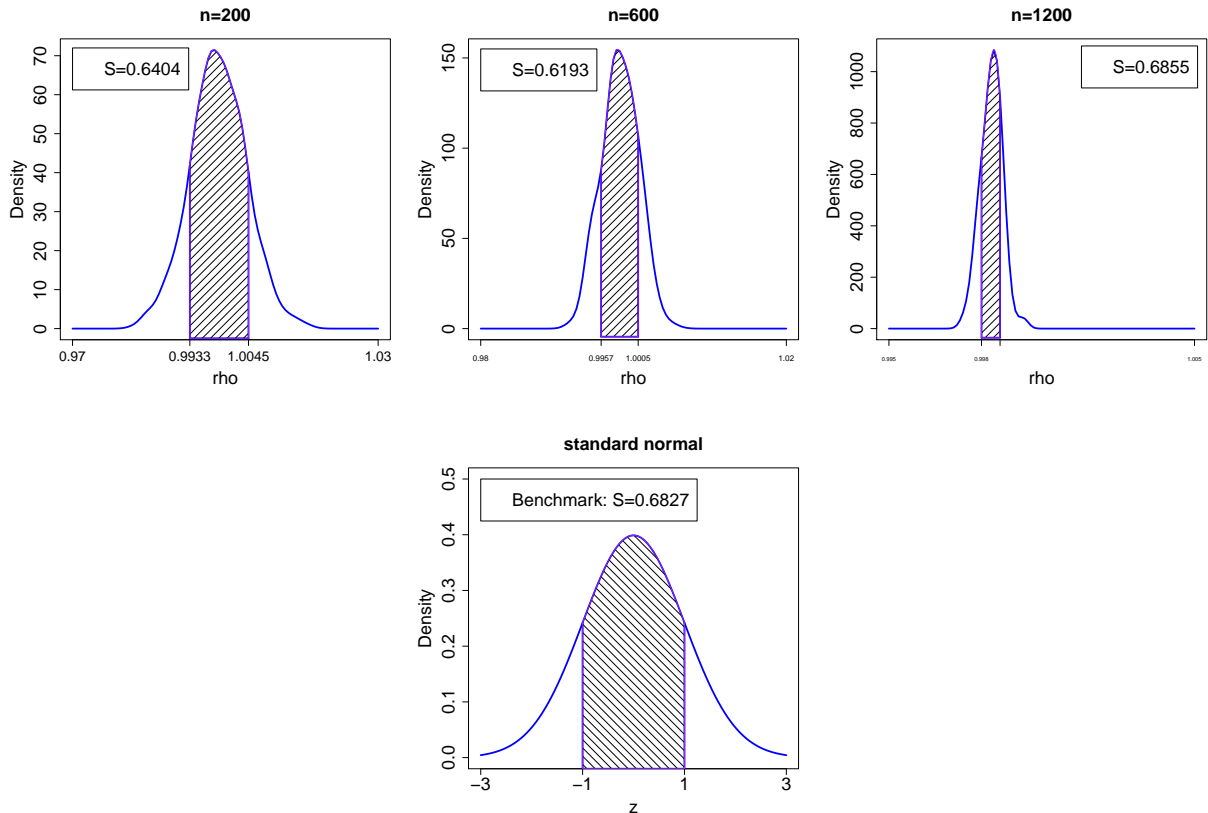 n=200
S=0.6404
Density
0 10 20 30 40 50 60 70
0.97 0.9933 1.0045 1.03
rho
n=600
S=0.6193
Density
0 50 100 150
0.98 0.9957 1.0005 1.02
rho
n=1200
S=0.6855
Density
0 200 400 600 800 1000
0.995 0.998 1.005
rho
standard normal
Benchmark: S=0.6827
Density
0.0 0.1 0.2 0.3 0.4 0.5
−3 −1 1 3
z